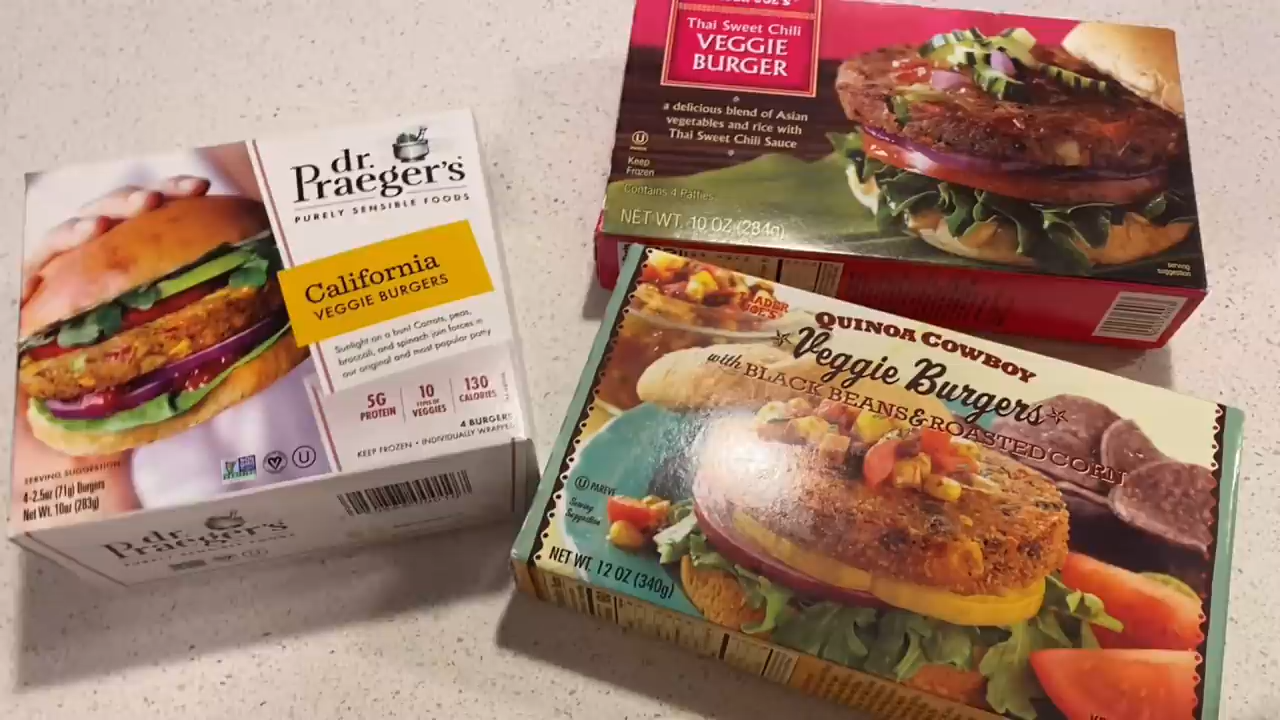 dr.
Praeger's
PURELY SENSIBLE FOODS
California
VEGGIE BURGERS
Sunlight on a bun! Carrots, peas,
broccoli, and spinach join forces in
our original and most popular patty
5G
PROTEIN
10
TYPES OF
VEGGIES
130
CALORIES
4 BURGERS
KEEP FROZEN • INDIVIDUALLY WRAPPED
SERVING SUGGESTION
4-2.5oz (71g) Burgers
Net Wt. 10oz (283g)
dr.
Praeger's
Thai Sweet Chili
VEGGIE
BURGER
a delicious blend of Asian
vegetables and rice with
Thai Sweet Chili Sauce
U
PAREVE
Keep
Frozen
Contains 4 Patties
NET WT. 10 OZ (284g)
serving
suggestion
TRADER
JOE'S
QUINOA COWBOY
Veggie Burgers
with BLACK BEANS & ROASTED CORN
U PAREVE
Serving
Suggestion
NET WT. 12 OZ (340g)